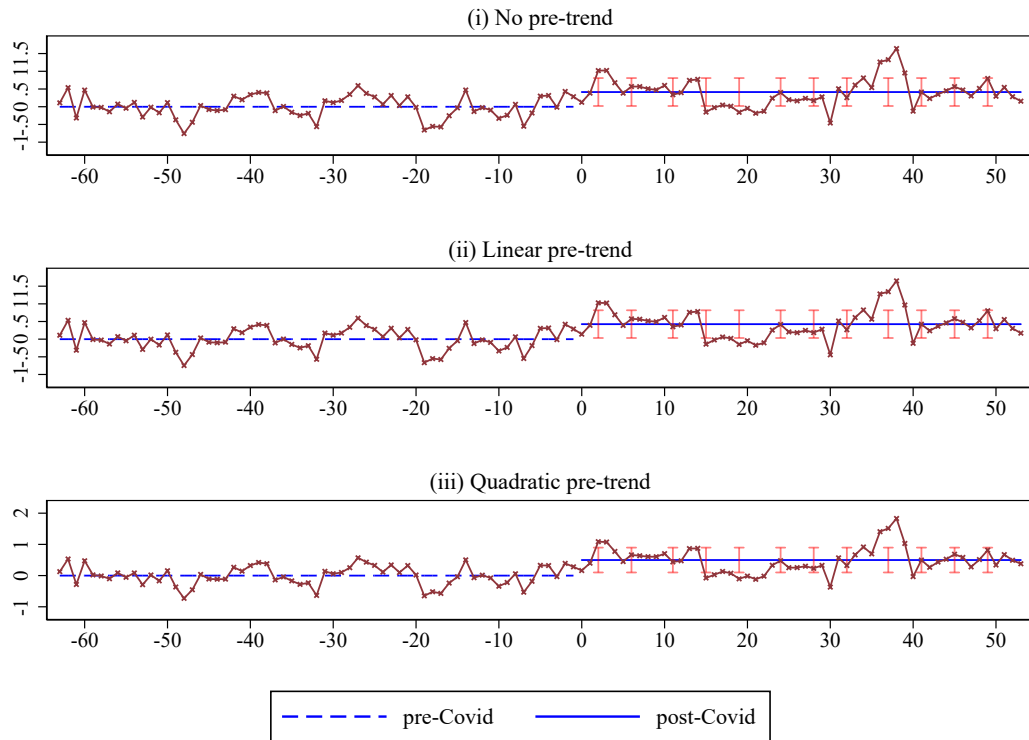 (i) No pre-trend
-1-.50 .5 11.5
-60 -50 -40 -30 -20 -10 0 10 20 30 40 50
(ii) Linear pre-trend
-1-.50 .5 11.5
-60 -50 -40 -30 -20 -10 0 10 20 30 40 50
(iii) Quadratic pre-trend
2
1
0
-1
-60 -50 -40 -30 -20 -10 0 10 20 30 40 50
pre-Covid post-Covid